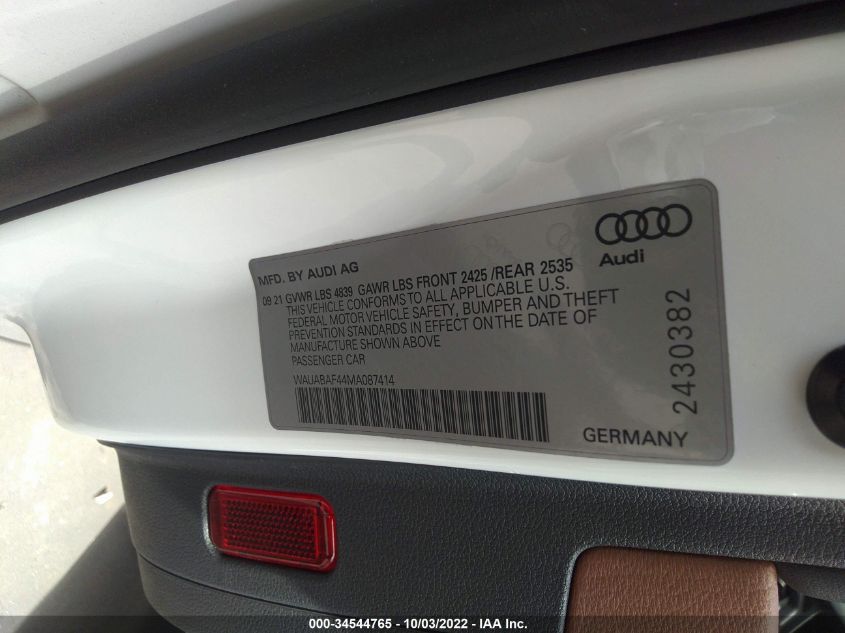 MFD. BY AUDI AG
09 21 GVWR LBS 4839 GAWR LBS FRONT 2425 /REAR 2535
THIS VEHICLE CONFORMS TO ALL APPLICABLE U.S.
FEDERAL MOTOR VEHICLE SAFETY, BUMPER AND THEFT
PREVENTION STANDARDS IN EFFECT ON THE DATE OF
MANUFACTURE SHOWN ABOVE
PASSENGER CAR
WAUABAF44MA087414
Audi
2430382
GERMANY
000-34544765 - 10/03/2022 - IAA Inc.